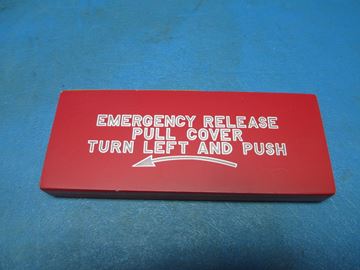 EMERGENCY RELEASE
PULL COVER
TURN LEFT AND PUSH